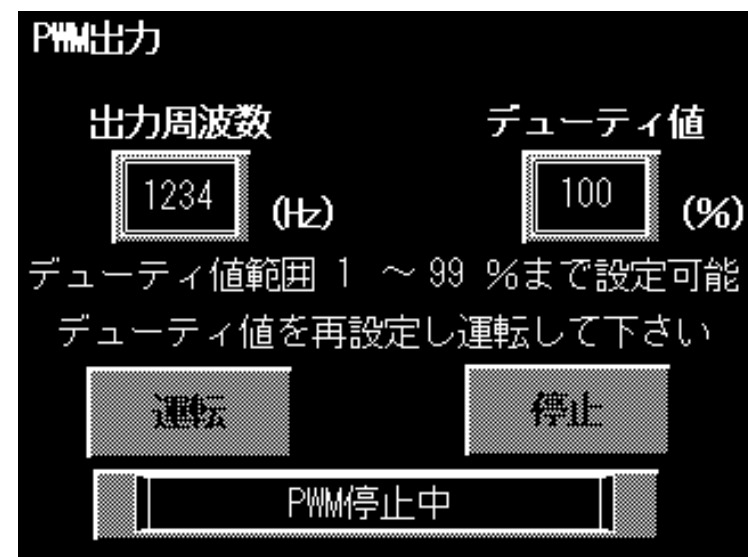 PWM出力
出力周波数 デューティ値
1234 (Hz) 100 (%)
デューティ値範囲 1 ～ 99 %まで設定可能
デューティ値を再設定し運転して下さい
運転 停止
PWM停止中